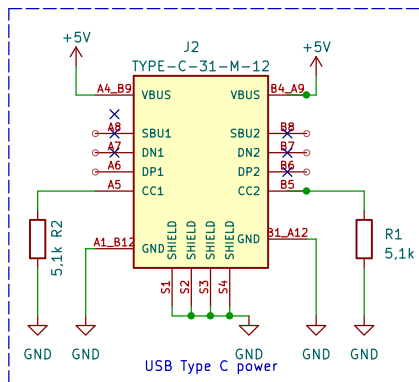 +5V
J2
+5V
TYPE-C-31-M-12
A4_B9
VBUS
VBUS
B4_A9
A8
SBU1
SBU2
B8
A7
DN1
DN2
B7
A6
DP1
DP2
B6
A5
CC1
CC2
B5
5,1k R2
R1
5,1k
A1_B12
GND
GND
B1_A12
SHIELD
SHIELD
SHIELD
SHIELD
S1
S2
S3
S4
GND
GND
GND
GND
GND
USB Type C power